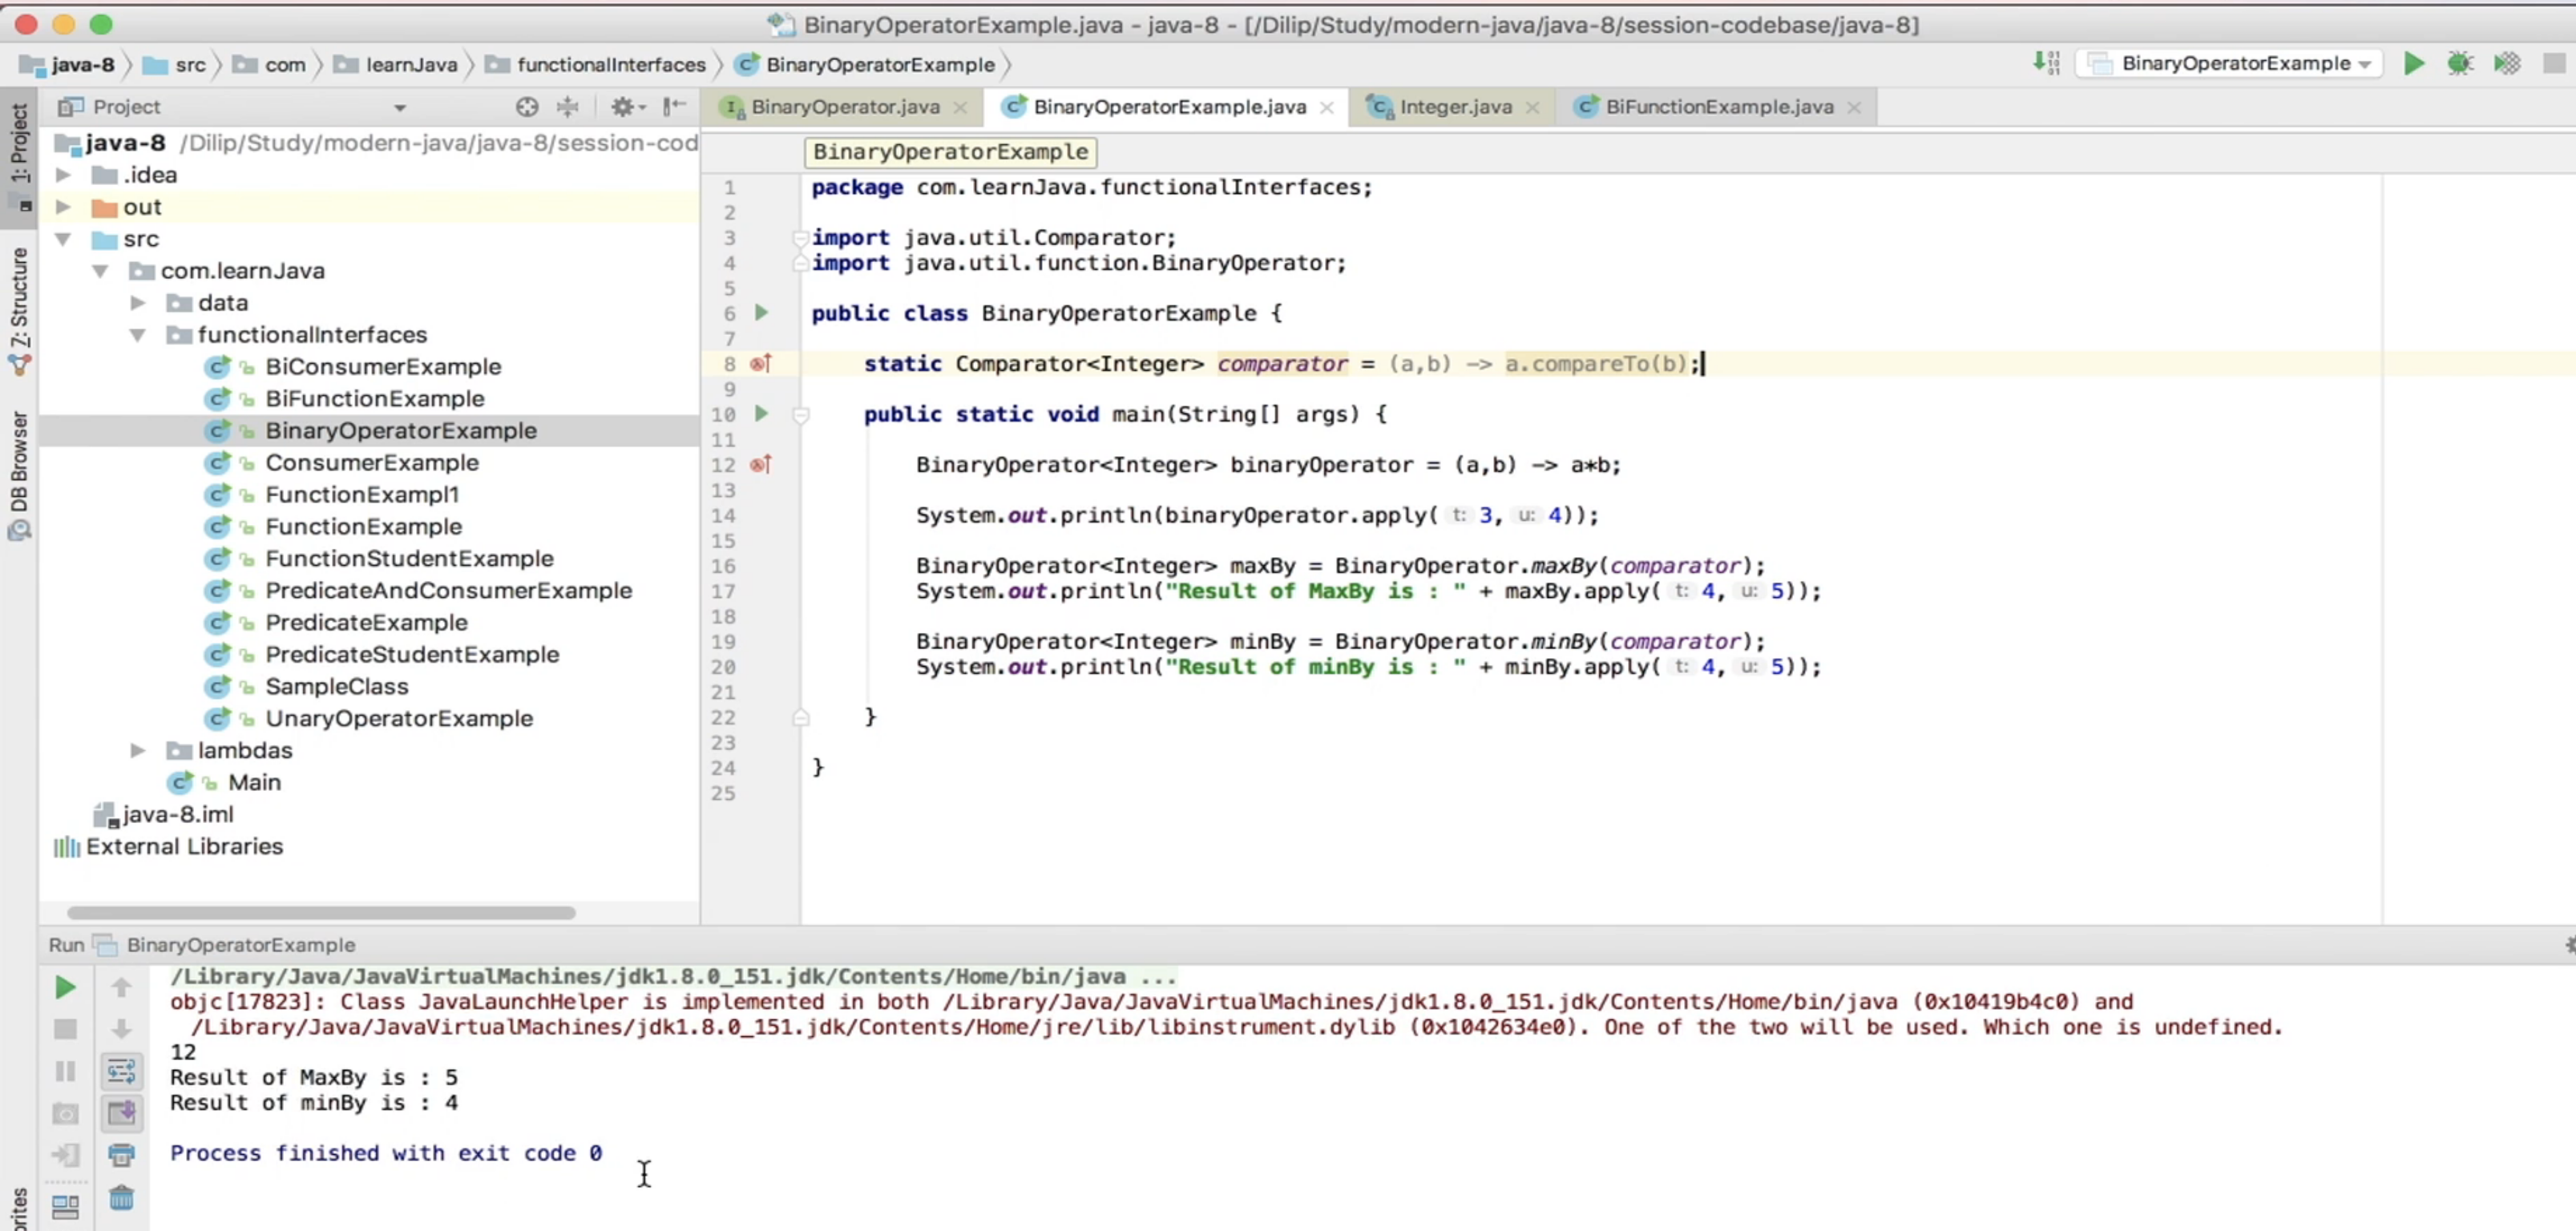 BinaryOperatorExample.java - java-8 - [/Dilip/Study/modern-java/java-8/session-codebase/java-8]
java-8 src com learnJava functionalInterfaces BinaryOperatorExample
BinaryOperatorExample
Project
BinaryOperator.java BinaryOperatorExample.java Integer.java BiFunctionExample.java
1: Project
Z: Structure
DB Browser
java-8 /Dilip/Study/modern-java/java-8/session-cod
.idea
out
src
com.learnJava
data
functionalInterfaces
BiConsumerExample
BiFunctionExample
BinaryOperatorExample
ConsumerExample
FunctionExampl1
FunctionExample
FunctionStudentExample
PredicateAndConsumerExample
PredicateExample
PredicateStudentExample
SampleClass
UnaryOperatorExample
lambdas
Main
java-8.iml
External Libraries
BinaryOperatorExample
1 package com.learnJava.functionalInterfaces;
2
3 import java.util.Comparator;
4 import java.util.function.BinaryOperator;
5
6 public class BinaryOperatorExample {
7
8 static Comparator<Integer> comparator = (a,b) -> a.compareTo(b);
9
10 public static void main(String[] args) {
11
12 BinaryOperator<Integer> binaryOperator = (a,b) -> a*b;
13
14 System.out.println(binaryOperator.apply( t: 3, u: 4));
15
16 BinaryOperator<Integer> maxBy = BinaryOperator.maxBy(comparator);
17 System.out.println("Result of MaxBy is : " + maxBy.apply( t: 4, u: 5));
18
19 BinaryOperator<Integer> minBy = BinaryOperator.minBy(comparator);
20 System.out.println("Result of minBy is : " + minBy.apply( t: 4, u: 5));
21
22 }
23
24 }
25
Run BinaryOperatorExample
/Library/Java/JavaVirtualMachines/jdk1.8.0_151.jdk/Contents/Home/bin/java ...
objc[17823]: Class JavaLaunchHelper is implemented in both /Library/Java/JavaVirtualMachines/jdk1.8.0_151.jdk/Contents/Home/bin/java (0x10419b4c0) and
/Library/Java/JavaVirtualMachines/jdk1.8.0_151.jdk/Contents/Home/jre/lib/libinstrument.dylib (0x1042634e0). One of the two will be used. Which one is undefined.
12
Result of MaxBy is : 5
Result of minBy is : 4
Process finished with exit code 0